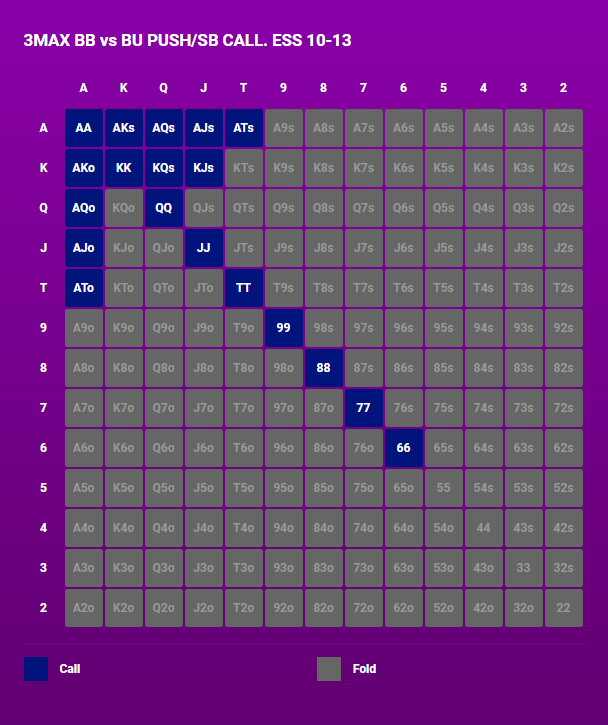 3MAX BB vs BU PUSH/SB CALL. ESS 10-13
A K Q J T 9 8 7 6 5 4 3 2
A AA AKs AQs AJs ATs A9s A8s A7s A6s A5s A4s A3s A2s
K AKo KK KQs KJs KTs K9s K8s K7s K6s K5s K4s K3s K2s
Q AQo KQo QQ QJs QTs Q9s Q8s Q7s Q6s Q5s Q4s Q3s Q2s
J AJo KJo QJo JJ JTs J9s J8s J7s J6s J5s J4s J3s J2s
T ATo KTo QTo JTo TT T9s T8s T7s T6s T5s T4s T3s T2s
9 A9o K9o Q9o J9o T9o 99 98s 97s 96s 95s 94s 93s 92s
8 A8o K8o Q8o J8o T8o 98o 88 87s 86s 85s 84s 83s 82s
7 A7o K7o Q7o J7o T7o 97o 87o 77 76s 75s 74s 73s 72s
6 A6o K6o Q6o J6o T6o 96o 86o 76o 66 65s 64s 63s 62s
5 A5o K5o Q5o J5o T5o 95o 85o 75o 65o 55 54s 53s 52s
4 A4o K4o Q4o J4o T4o 94o 84o 74o 64o 54o 44 43s 42s
3 A3o K3o Q3o J3o T3o 93o 83o 73o 63o 53o 43o 33 32s
2 A2o K2o Q2o J2o T2o 92o 82o 72o 62o 52o 42o 32o 22
Call Fold